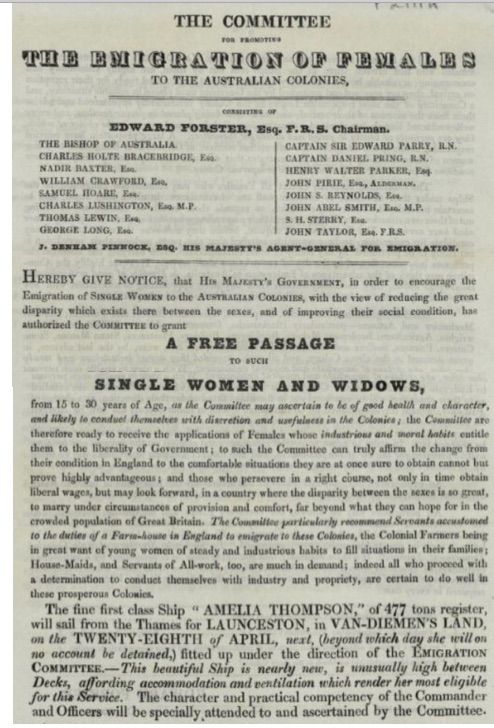 THE COMMITTEE
FOR PROMOTING
THE EMIGRATION OF FEMALES
TO THE AUSTRALIAN COLONIES,
CONSISTING OF
EDWARD FORSTER, Esq. F.R.S. Chairman.
THE BISHOP OF AUSTRALIA.
CHARLES HOLTE BRACEBRIDGE, Esq.
NADIR BAXTER, Esq.
WILLIAM CRAWFORD, Esq.
SAMUEL HOARE, Esq.
CHARLES LUSHINGTON, Esq. M.P.
THOMAS LEWIN, Esq.
GEORGE LONG, Esq.
CAPTAIN SIR EDWARD PARRY, R.N.
CAPTAIN DANIEL PRING, R.N.
HENRY WALTER PARKER, Esq.
JOHN PIRIE, Esq., Alderman.
JOHN S. REYNOLDS, Esq.
JOHN ABEL SMITH, Esq. M.P.
S. H. STERRY, Esq.
JOHN TAYLOR, Esq. F.R.S.
J. DENHAM PINNOCK, ESQ. HIS MAJESTY'S AGENT-GENERAL FOR EMIGRATION.
HEREBY GIVE NOTICE, that His Majesty's Government, in order to encourage the
Emigration of Single Women to the Australian Colonies, with the view of reducing the great
disparity which exists there between the sexes, and of improving their social condition, has
authorized the Committee to grant
A FREE PASSAGE
TO SUCH
SINGLE WOMEN AND WIDOWS,
from 15 to 30 years of Age, as the Committee may ascertain to be of good health and character,
and likely to conduct themselves with discretion and usefulness in the Colonies; the Committee are
therefore ready to receive the applications of Females whose industrious and moral habits entitle
them to the liberality of Government; to such the Committee can truly affirm the change from
their condition in England to the comfortable situations they are at once sure to obtain cannot but
prove highly advantageous; and those who persevere in a right course, not only in time obtain
liberal wages, but may look forward, in a country where the disparity between the sexes is so great,
to marry under circumstances of provision and comfort, far beyond what they can hope for in the
crowded population of Great Britain. The Committee particularly recommend Servants accustomed
to the duties of a Farm-house in England to emigrate to these Colonies, the Colonial Farmers being
in great want of young women of steady and industrious habits to fill situations in their families;
House-Maids, and Servants of All-work, too, are much in demand; indeed all who proceed with
a determination to conduct themselves with industry and propriety, are certain to do well in
these prosperous Colonies.
The fine first class Ship "AMELIA THOMPSON," of 477 tons register,
will sail from the Thames for LAUNCESTON, in VAN-DIEMEN'S LAND,
on the TWENTY-EIGHTH of APRIL, next, (beyond which day she will on
no account be detained,) fitted up under the direction of the EMIGRATION
COMMITTEE.—This beautiful Ship is nearly new, is unusually high between
Decks, affording accommodation and ventilation which render her most eligible
for this Service. The character and practical competency of the Commander
and Officers will be specially attended to and ascertained by the Committee.